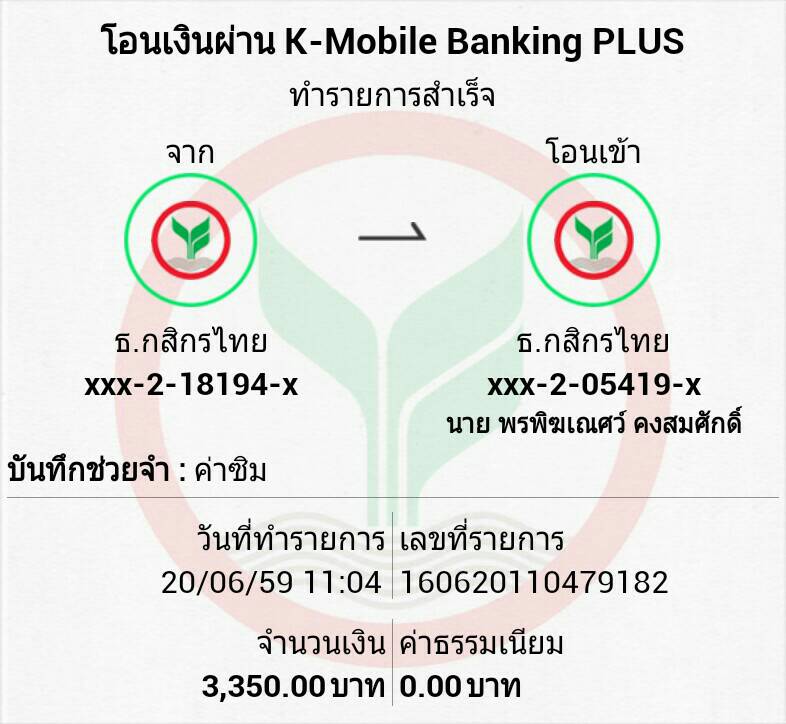 โอนเงินผ่าน K-Mobile Banking PLUS
ทำรายการสำเร็จ
จาก
โอนเข้า
ธ.กสิกรไทย
ธ.กสิกรไทย
xxx-2-18194-x
xxx-2-05419-x
นาย พรพิฆเณศว์ คงสมศักดิ์
บันทึกช่วยจำ : ค่าซิม
วันที่ทำรายการ
เลขที่รายการ
20/06/59 11:04
160620110479182
จำนวนเงิน
ค่าธรรมเนียม
3,350.00 บาท
0.00 บาท